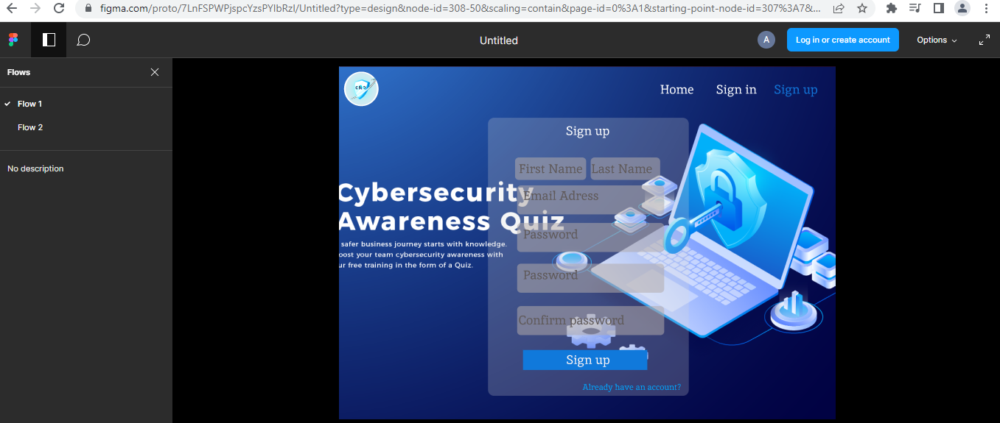 figma.com/proto/7LnFSPWPjspcYzsPYlbRzl/Untitled?type=design&node-id=308-50&scaling=contain&page-id=0%3A1&starting-point-node-id=307%3A7&...
Untitled
A
Log in or create account
Options
Flows
Flow 1
Flow 2
No description
Home
Sign in
Sign up
Sign up
First Name
Last Name
Email Adress
Cybersecurity
Awareness Quiz
Password
safer business journey starts with knowledge.
oost your team cybersecurity awareness with
ur free training in the form of a Quiz.
Password
Confirm password
Sign up
Already have an account?